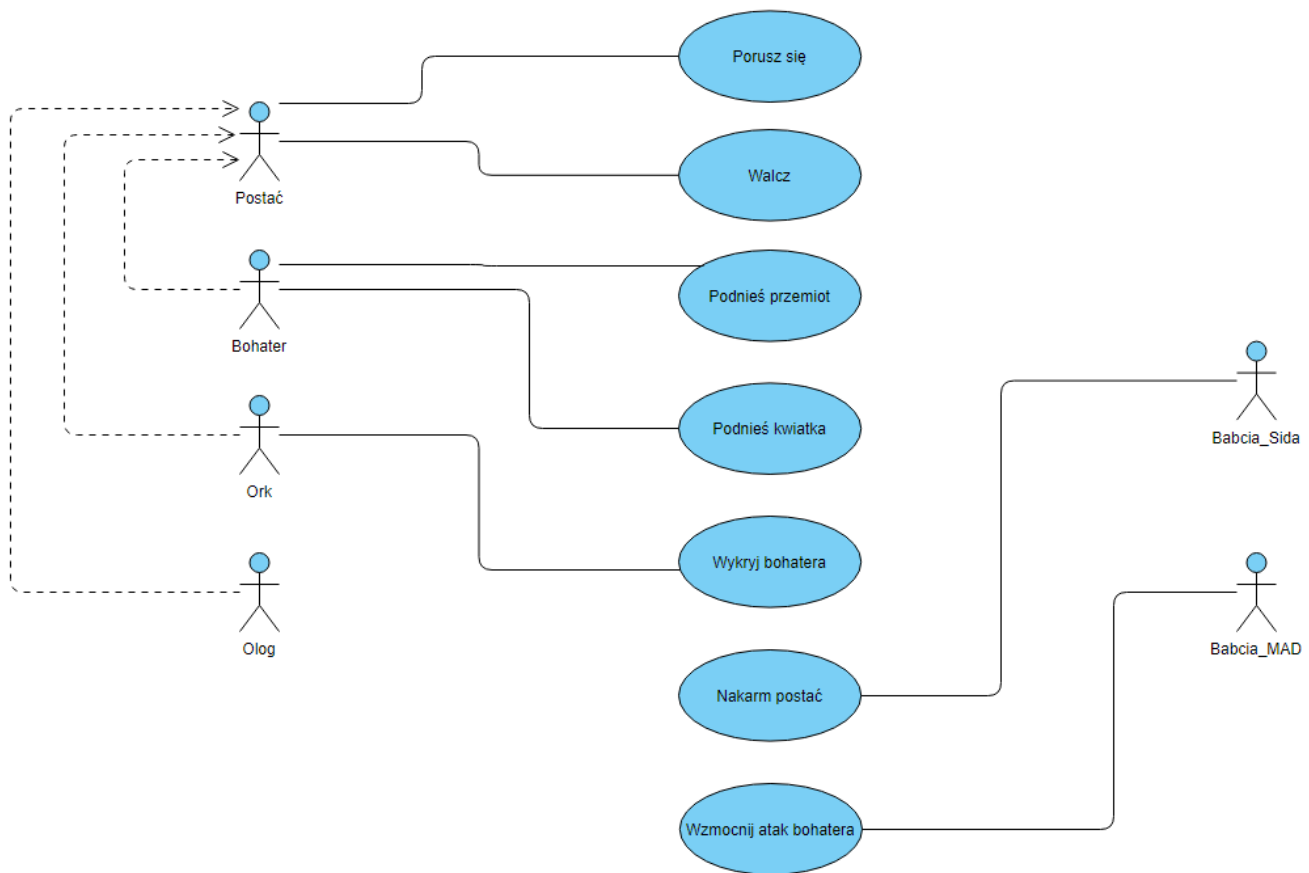 Porusz się
Postać
Walcz
Bohater
Podnieś przemiot
Ork
Podnieś kwiatka
Babcia_Sida
Olog
Wykryj bohatera
Babcia_MAD
Nakarm postać
Wzmocnij atak bohatera